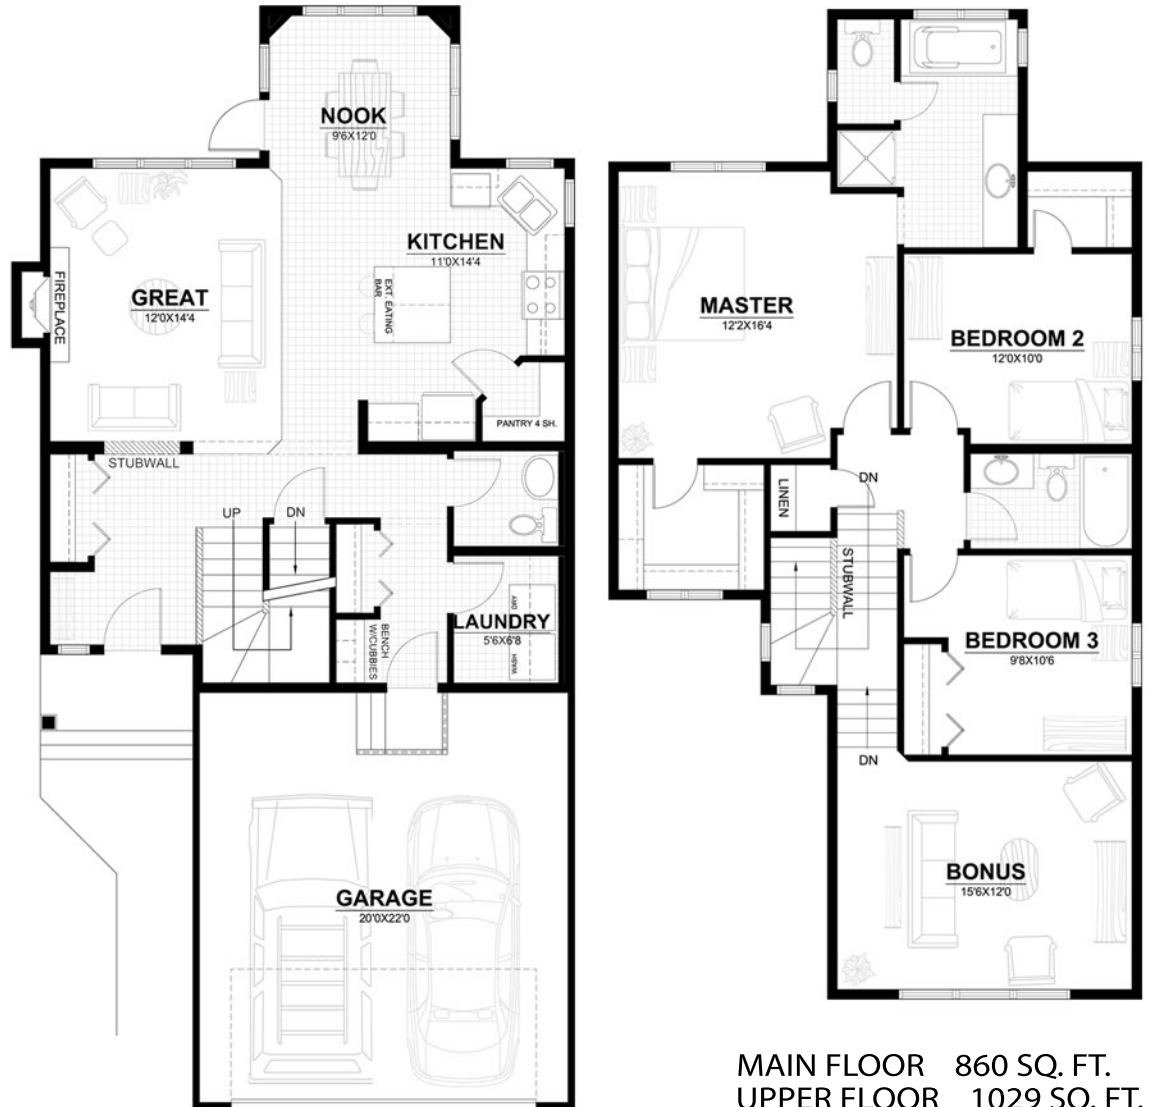 NOOK
9'6X12'0
KITCHEN
11'0X14'4
EXT. EATING
BAR
GREAT
12'0X14'4
FIREPLACE
PANTRY 4 SH.
STUBWALL
UP
DN
BENCH
W/CUBBIES
LAUNDRY
5'6X6'8
DRY
WASH
GARAGE
20'0X22'0
MASTER
12'2X16'4
BEDROOM 2
12'0X10'0
LINEN
DN
STUBWALL
BEDROOM 3
9'8X10'6
DN
BONUS
15'6X12'0
MAIN FLOOR 860 SQ. FT.
UPPER FLOOR 1029 SQ. FT.